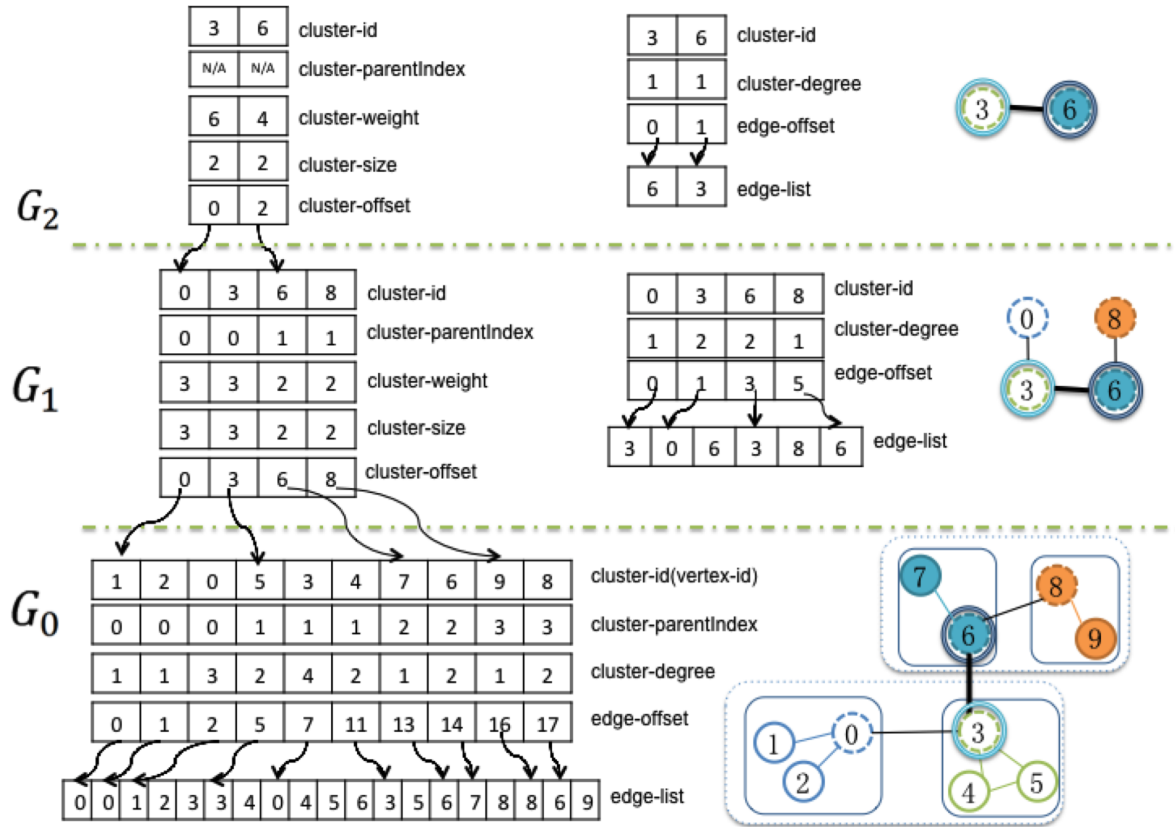 3 6 cluster-id
N/A N/A cluster-parentIndex
6 4 cluster-weight
2 2 cluster-size
0 2 cluster-offset
G₂
3 6 cluster-id
1 1 cluster-degree
0 1 edge-offset
6 3 edge-list
3 6
0 3 6 8 cluster-id
0 0 1 1 cluster-parentIndex
3 3 2 2 cluster-weight
3 3 2 2 cluster-size
0 3 6 8 cluster-offset
G₁
0 3 6 8 cluster-id
1 2 2 1 cluster-degree
0 1 3 5 edge-offset
3 0 6 3 8 6 edge-list
0 8
3 6
1 2 0 5 3 4 7 6 9 8 cluster-id(vertex-id)
G₀
0 0 0 1 1 1 2 2 3 3 cluster-parentIndex
1 1 3 2 4 2 1 2 1 2 cluster-degree
0 1 2 5 7 11 13 14 16 17 edge-offset
0 0 1 2 3 3 4 0 4 5 6 3 5 6 7 8 8 6 9 edge-list
7 8
6 9
1 0 3
2 4 5